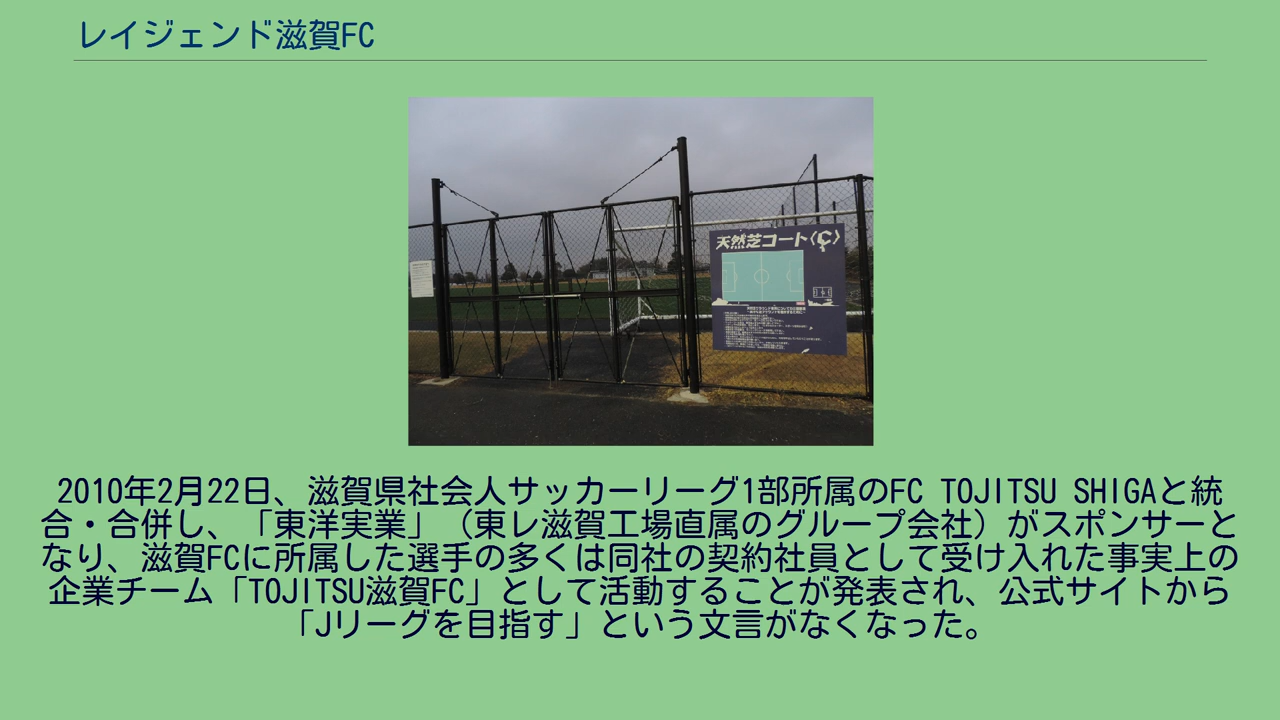 レイジェンド滋賀FC
天然芝コート〈C〉
2010年2月22日、滋賀県社会人サッカーリーグ1部所属のFC TOJITSU SHIGAと統
合・合併し、「東洋実業」（東レ滋賀工場直属のグループ会社）がスポンサーと
なり、滋賀FCに所属した選手の多くは同社の契約社員として受け入れた事実上の
企業チーム「TOJITSU滋賀FC」として活動することが発表され、公式サイトから
「Jリーグを目指す」という文言がなくなった。